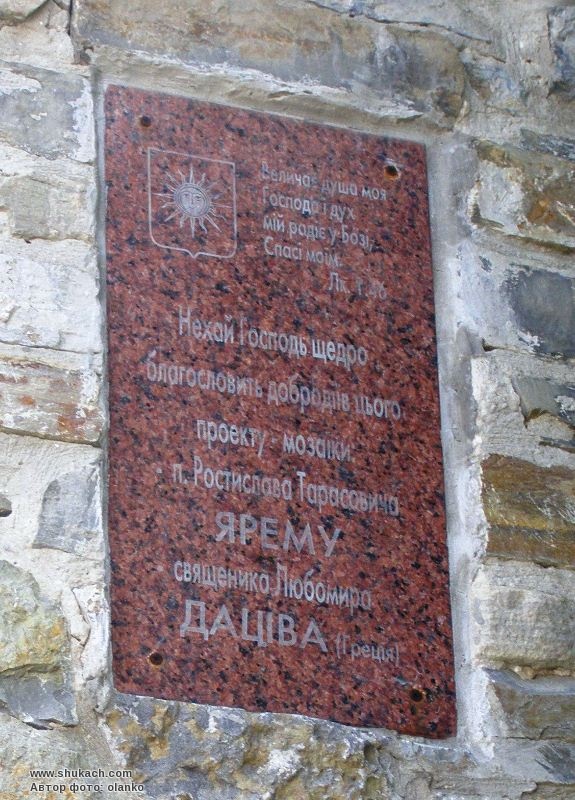 Величає душа моя
Господа і дух
мій радіє у Бозі,
Спасі моїм.
Лк. 1.46
Нехай Господь щедро
благословить добродіїв цього
проекту - мозаїки
- п. Ростислава Тарасовича
ЯРЕМУ
священика Любомира
ДАЦІВА (Греція)
www.shukach.com
Автор фото: olanko